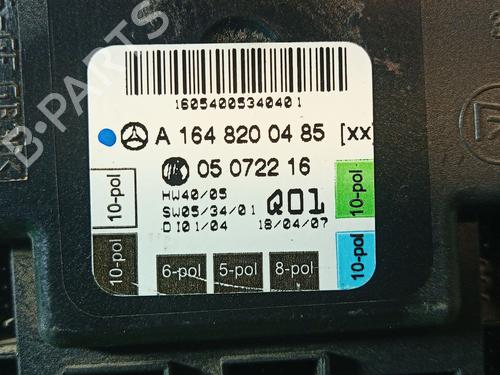 1605400534040 1
A 164 820 04 85 [xx]
05 0722 16
HW40/05
SW05/34/01
DI01/04
Q01
18/04/07
10-pol
10-pol
10-pol
10-pol
6-pol
5-pol
8-pol
B-PARTS